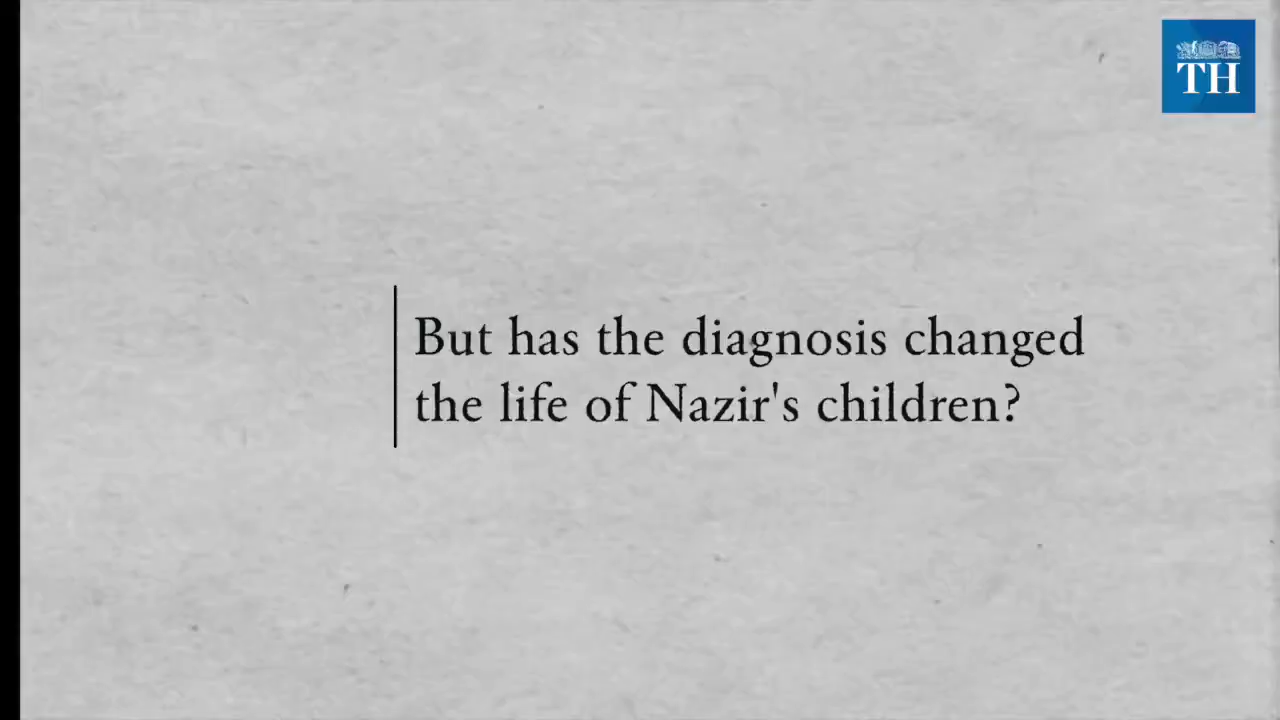 TH
But has the diagnosis changed
the life of Nazir's children?